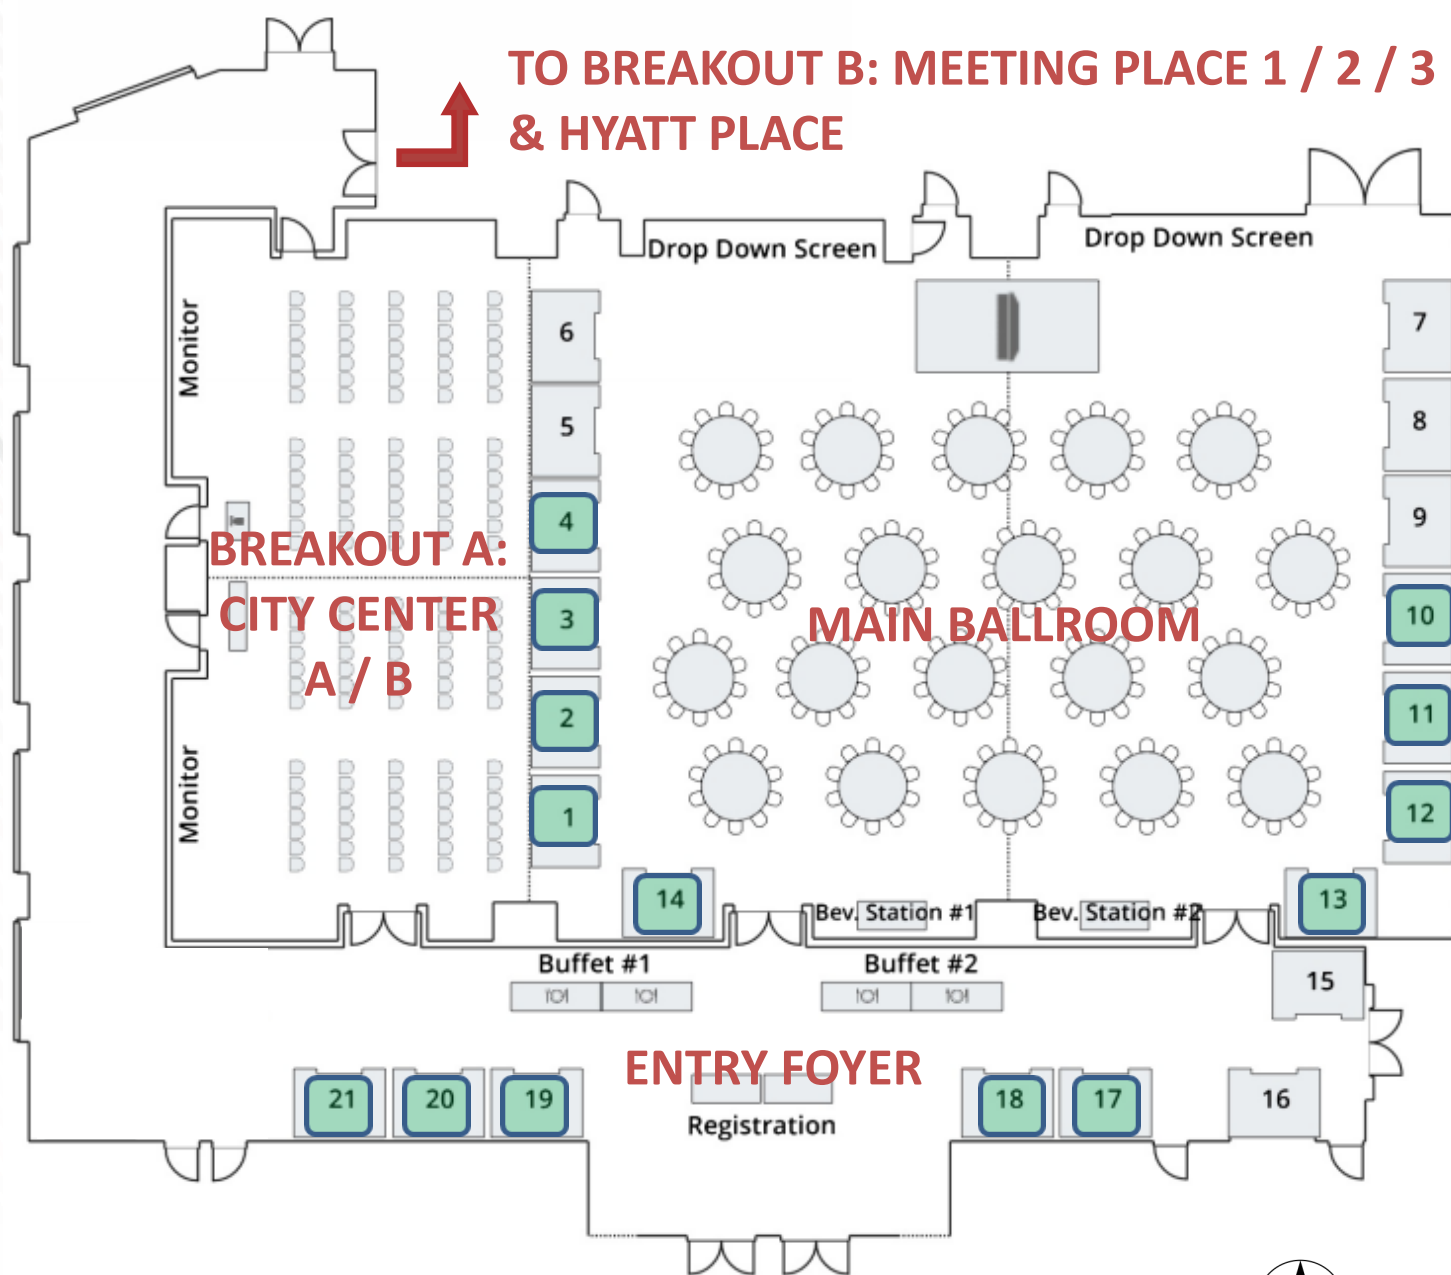 TO BREAKOUT B: MEETING PLACE 1 / 2 / 3
& HYATT PLACE
Drop Down Screen
Drop Down Screen
Monitor
6
7
5
8
4
9
BREAKOUT A:
CITY CENTER
A / B
3
MAIN BALLROOM
10
2
11
Monitor
1
12
14
13
Bev. Station #1
Bev. Station #2
Buffet #1
Buffet #2
15
ENTRY FOYER
21
20
19
18
17
16
Registration